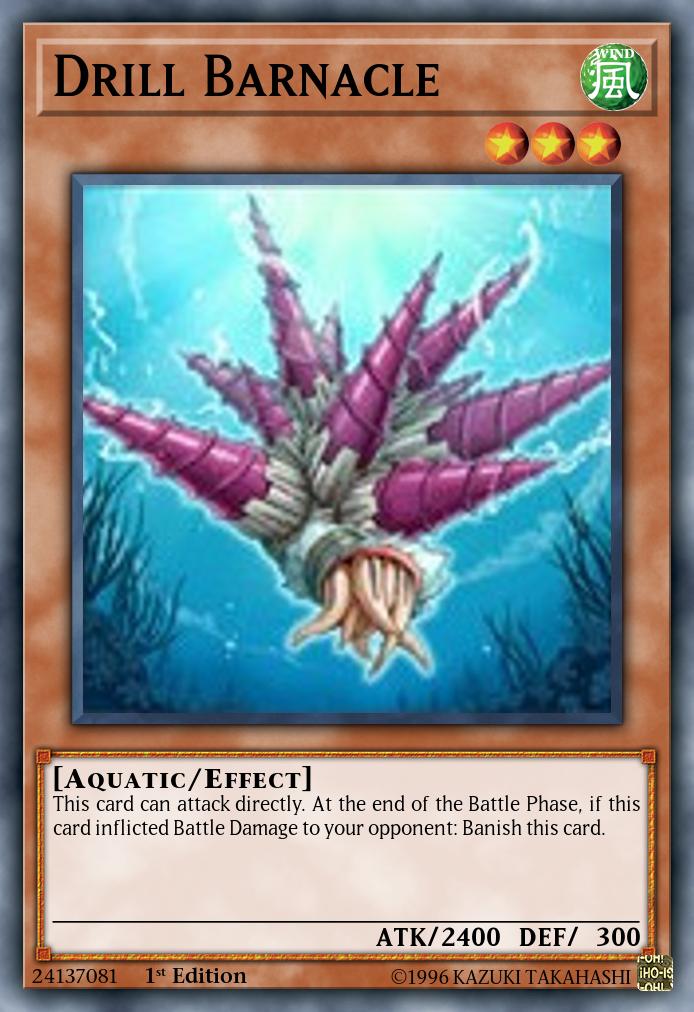 DRILL BARNACLE
WIND
風
[AQUATIC/EFFECT]
This card can attack directly. At the end of the Battle Phase, if this
card inflicted Battle Damage to your opponent: Banish this card.
ATK/2400 DEF/ 300
24137081 1st Edition ©1996 KAZUKI TAKAHASHI